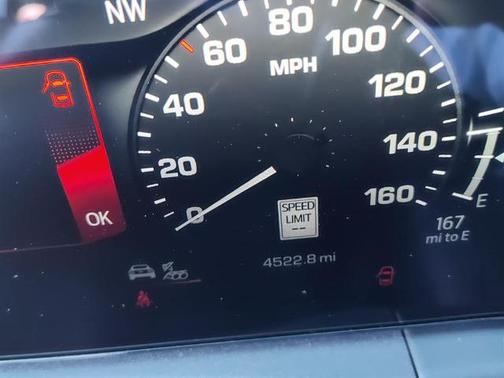 NW
60
80
100
MPH
40
120
20
140
0
160
OK
SPEED
LIMIT
--
E
167
mi to E
4522.8 mi